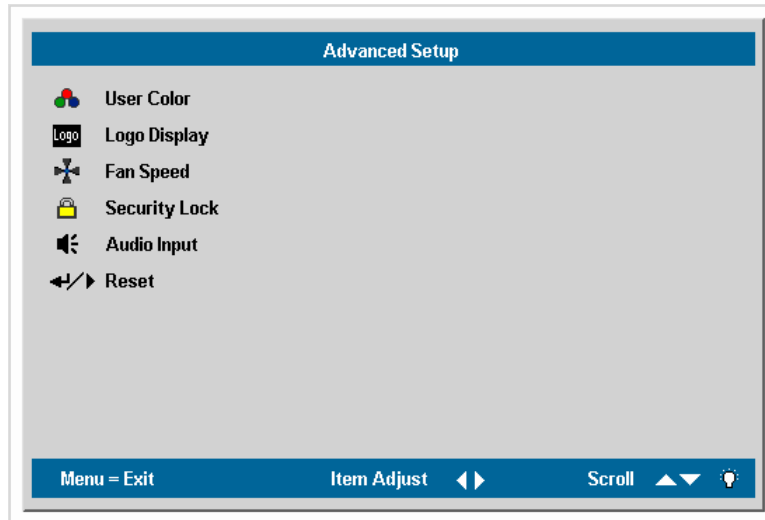 Advanced Setup
User Color
Logo Logo Display
Fan Speed
Security Lock
Audio Input
Reset
Menu = Exit Item Adjust Scroll